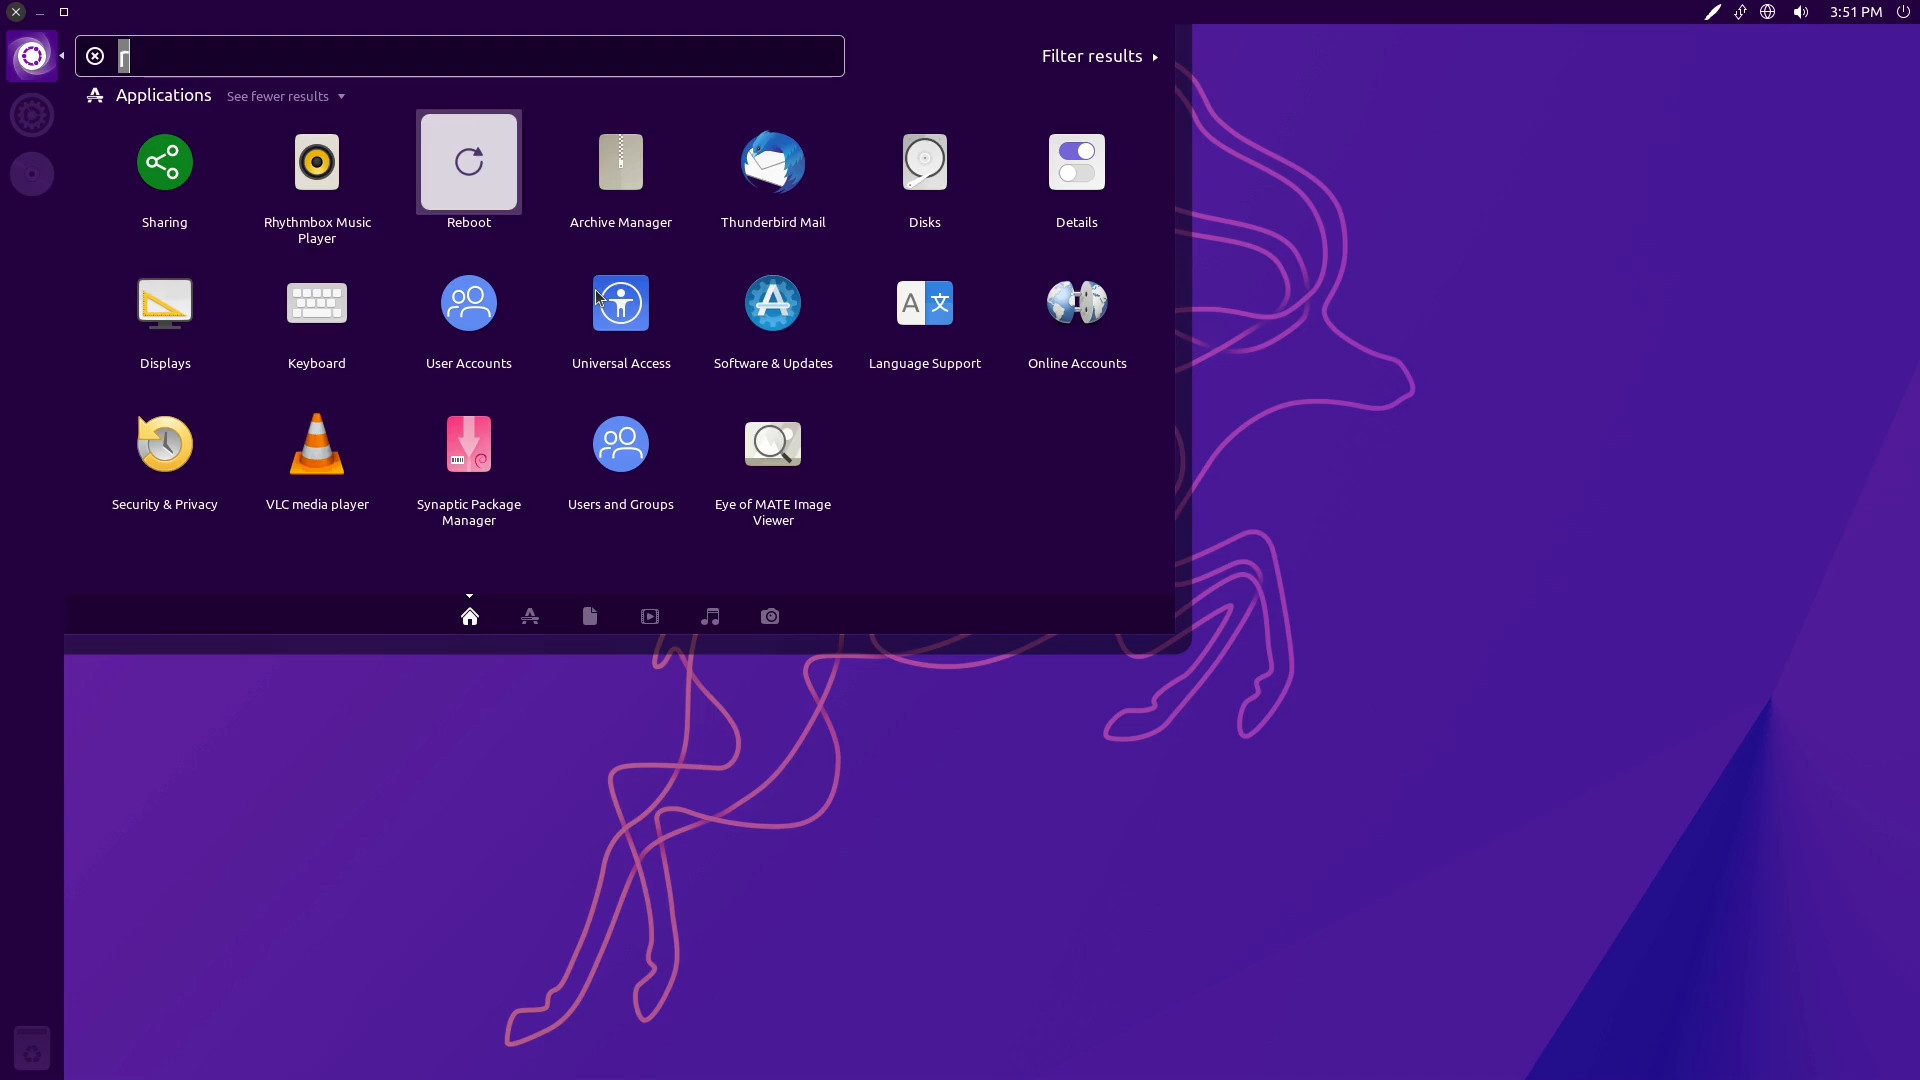 3:51 PM
r
Filter results
Applications See fewer results
Sharing
Rhythmbox Music
Player
Reboot
Archive Manager
Thunderbird Mail
Disks
Details
Displays
Keyboard
User Accounts
Universal Access
Software & Updates
Language Support
Online Accounts
Security & Privacy
VLC media player
Synaptic Package
Manager
Users and Groups
Eye of MATE Image
Viewer